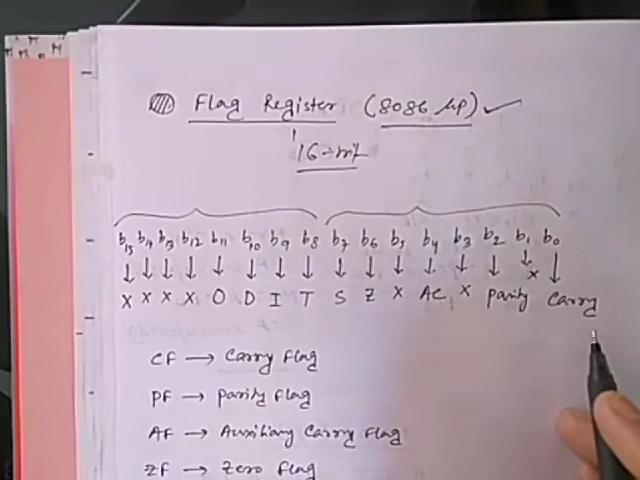 Flag Register (8086 μP)
16-bit
b15 b14 b13 b12 b11 b10 b9 b8 b7 b6 b5 b4 b3 b2 b1 b0
X X X X O D I T S Z X AC X Parity X Carry
CF → Carry Flag
PF → Parity Flag
AF → Auxiliary Carry Flag
ZF → Zero Flag